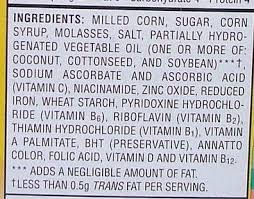 INGREDIENTS: MILLED CORN, SUGAR, CORN
SYRUP, MOLASSES, SALT, PARTIALLY HYDRO-
GENATED VEGETABLE OIL (ONE OR MORE OF:
COCONUT, COTTONSEED, AND SOYBEAN)***†,
SODIUM ASCORBATE AND ASCORBIC ACID
(VITAMIN C), NIACINAMIDE, ZINC OXIDE, REDUCED
IRON, WHEAT STARCH, PYRIDOXINE HYDROCHLO-
RIDE (VITAMIN B6), RIBOFLAVIN (VITAMIN B2),
THIAMIN HYDROCHLORIDE (VITAMIN B1), VITAMIN
A PALMITATE, BHT (PRESERVATIVE), ANNATTO
COLOR, FOLIC ACID, VITAMIN D AND VITAMIN B12.
*** ADDS A NEGLIGIBLE AMOUNT OF FAT.
†LESS THAN 0.5g TRANS FAT PER SERVING.